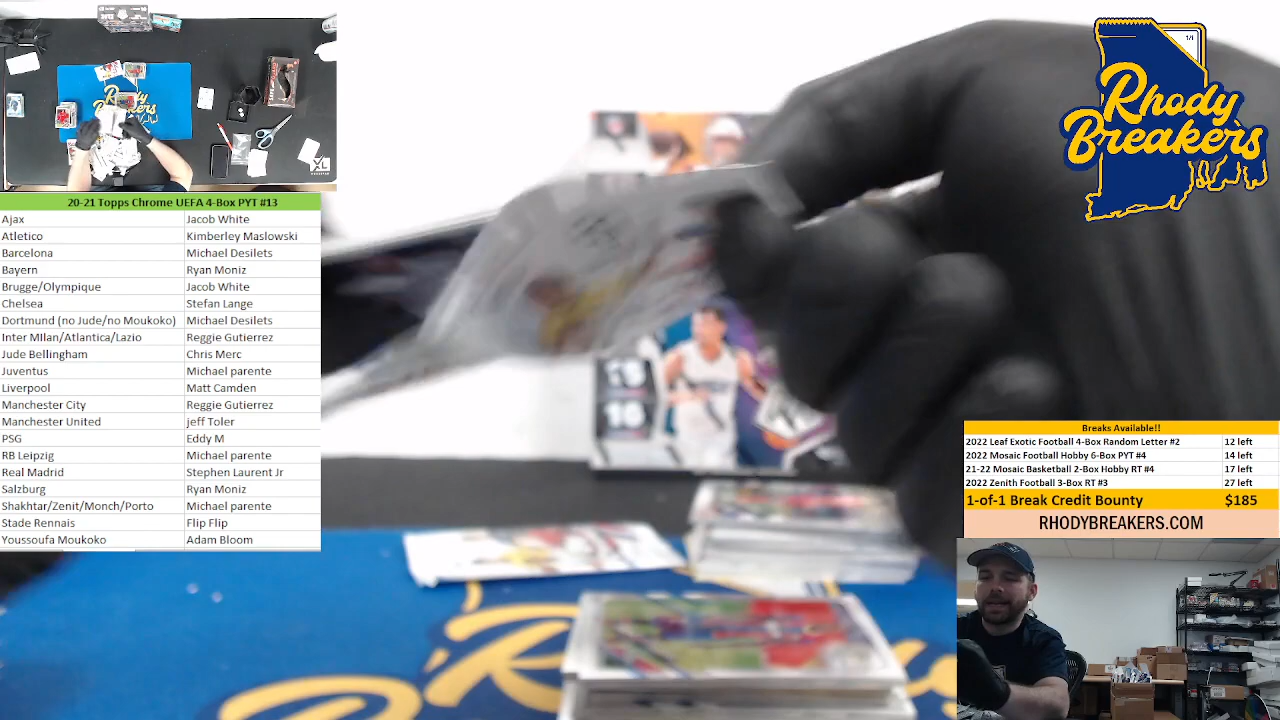 20-21 Topps Chrome UEFA 4-Box PYT #13
Ajax Jacob White
Atletico Kimberley Maslowski
Barcelona Michael Desilets
Bayern Ryan Moniz
Brugge/Olympique Jacob White
Chelsea Stefan Lange
Dortmund (no Jude/no Moukoko) Michael Desilets
Inter MIlan/Atlantica/Lazio Reggie Gutierrez
Jude Bellingham Chris Merc
Juventus Michael parente
Liverpool Matt Camden
Manchester City Reggie Gutierrez
Manchester United jeff Toler
PSG Eddy M
RB Leipzig Michael parente
Real Madrid Stephen Laurent Jr
Salzburg Ryan Moniz
Shakhtar/Zenit/Monch/Porto Michael parente
Stade Rennais Flip Flip
Youssoufa Moukoko Adam Bloom
1/1
Rhody
Breakers
Breaks Available!!
2022 Leaf Exotic Football 4-Box Random Letter #2 12 left
2022 Mosaic Football Hobby 6-Box PYT #4 14 left
21-22 Mosaic Basketball 2-Box Hobby RT #4 17 left
2022 Zenith Football 3-Box RT #3 27 left
1-of-1 Break Credit Bounty $185
RHODYBREAKERS.COM